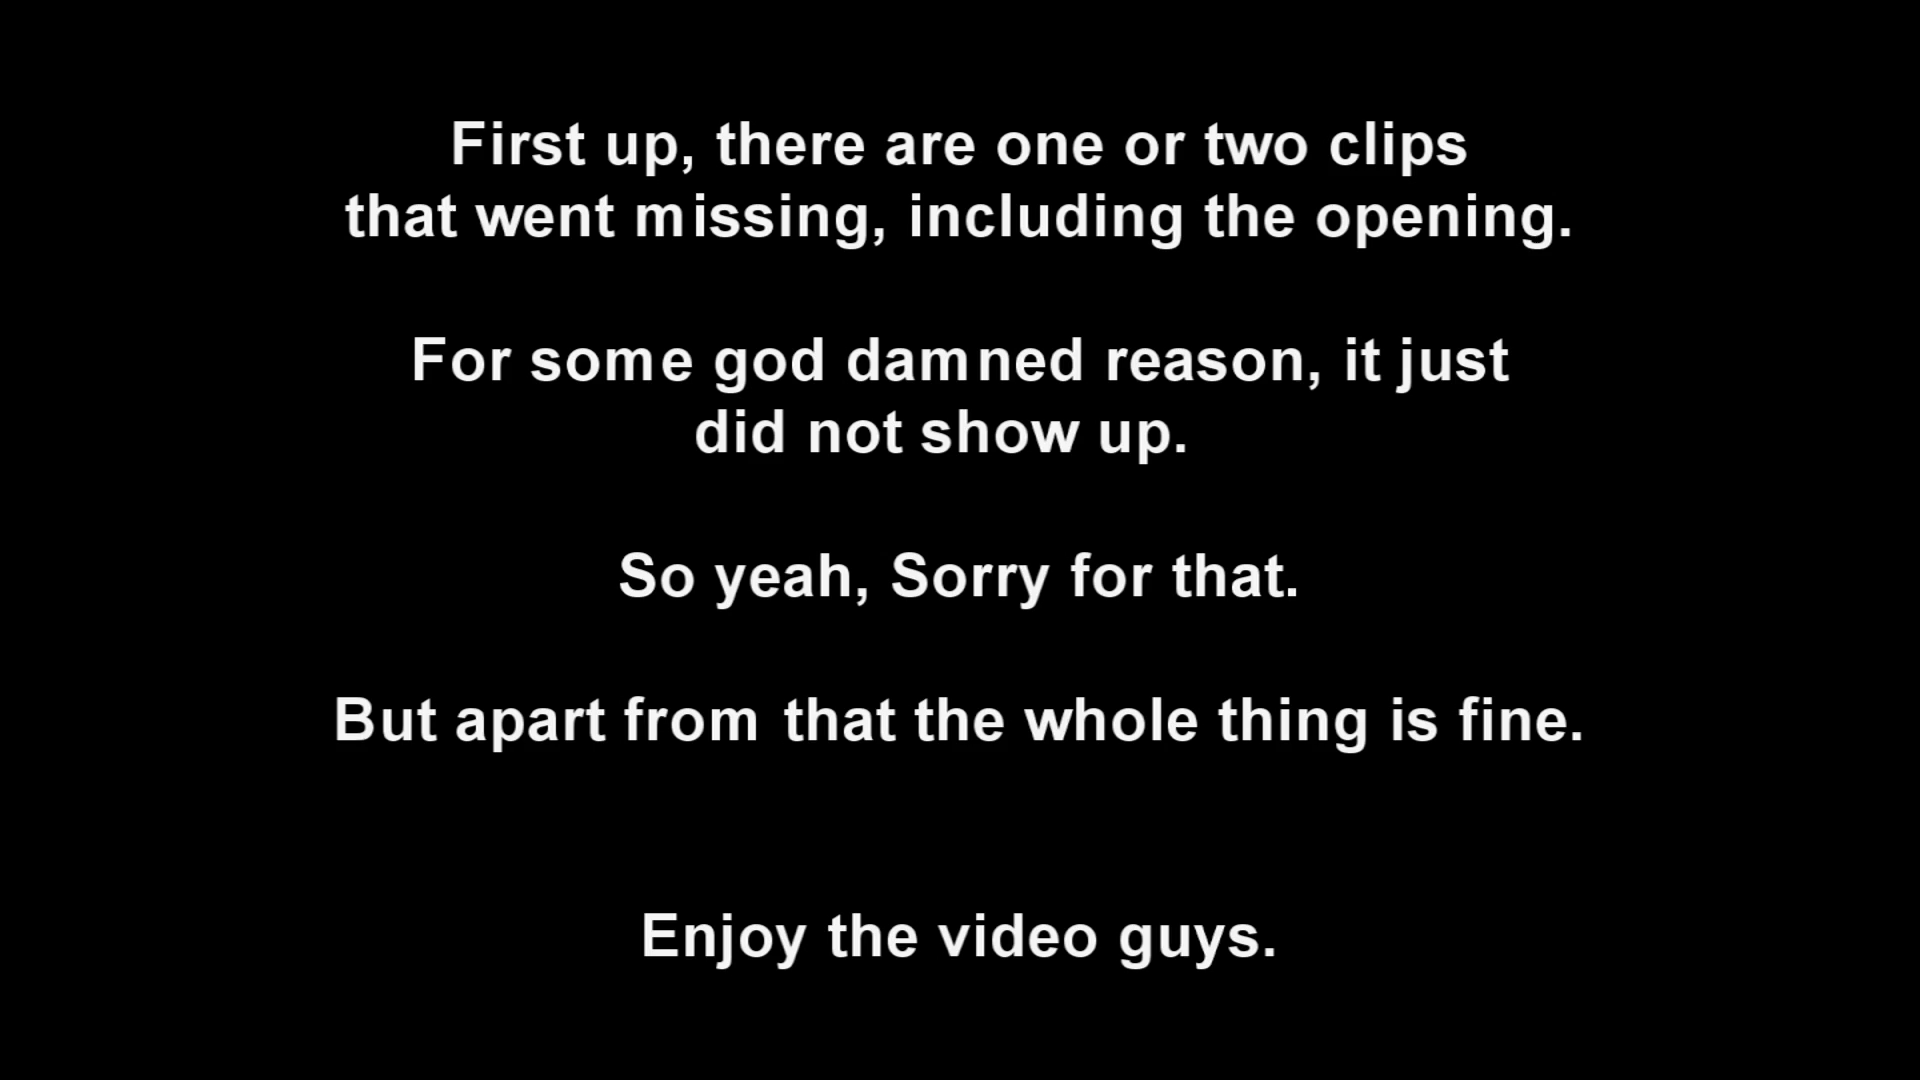 First up, there are one or two clips
that went missing, including the opening.
For some god damned reason, it just
did not show up.
So yeah, Sorry for that.
But apart from that the whole thing is fine.
Enjoy the video guys.